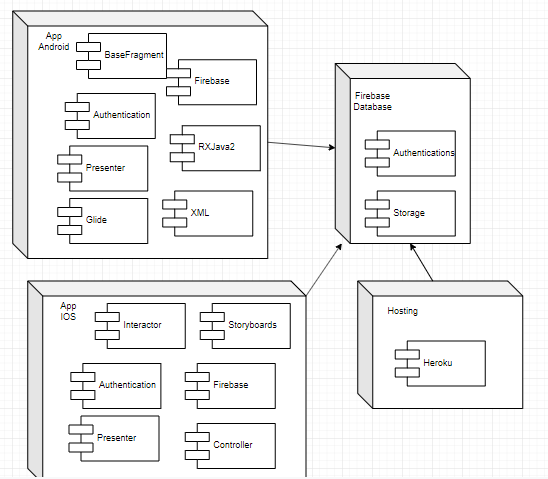 App
Android
BaseFragment
Firebase
Authentication
RXJava2
Presenter
XML
Glide
Firebase
Database
Authentications
Storage
App
IOS
Interactor
Storyboards
Authentication
Firebase
Presenter
Controller
Hosting
Heroku